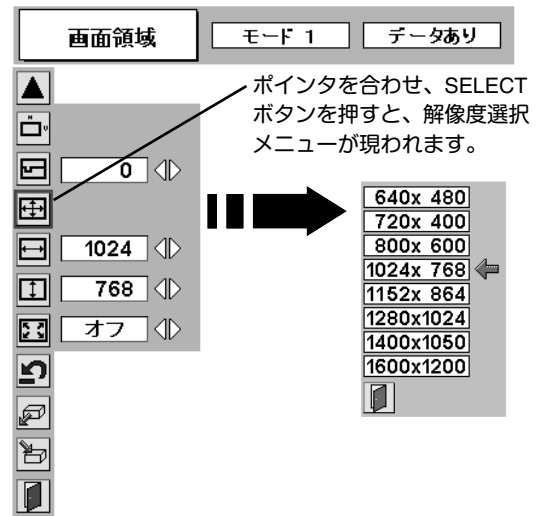 画面領域
モード 1
データあり
ポインタを合わせ、SELECT
ボタンを押すと、解像度選択
メニューが現われます。
H
V
0
1024
768
オフ
640x 480
720x 400
800x 600
1024x 768
1152x 864
1280x1024
1400x1050
1600x1200